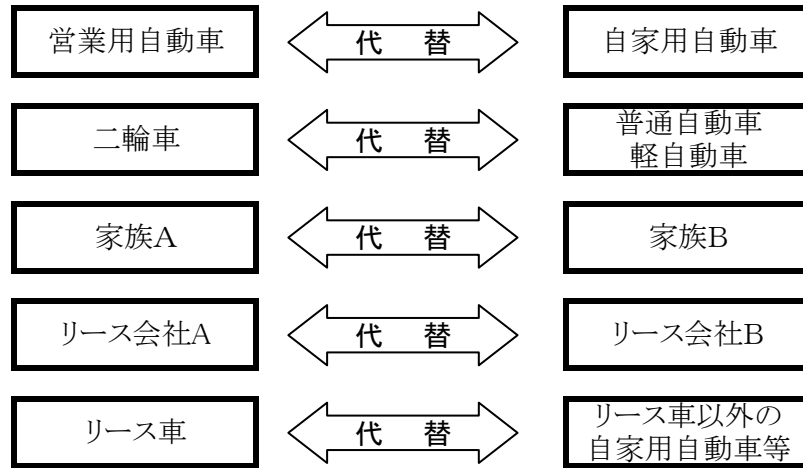 営業用自動車 代 替 自家用自動車
二輪車 代 替 普通自動車
軽自動車
家族A 代 替 家族B
リース会社A 代 替 リース会社B
リース車 代 替 リース車以外の
自家用自動車等